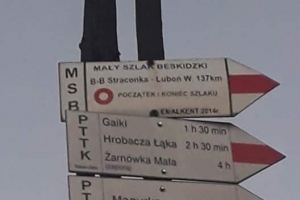 MSB
MAŁY SZLAK BESKIDZKI
B-B Straconka - Luboń W. 137km
POCZĄTEK I KONIEC SZLAKU
PTTK
Gaiki 1 h 30 min
Hrobacza Łąka 2 h 30 min
Żarnówka Mała 4 h
P